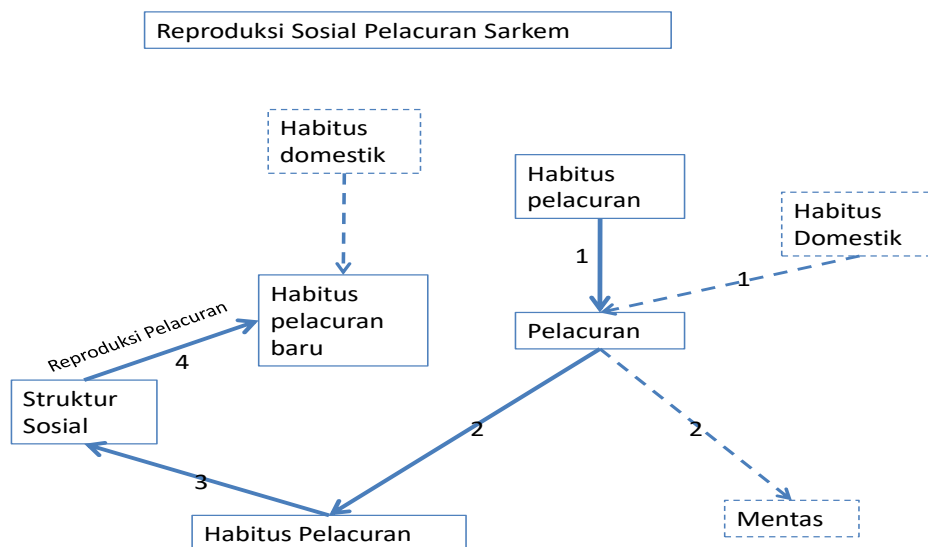 Reproduksi Sosial Pelacuran Sarkem
Habitus
domestik
Habitus
pelacuran
Habitus
Domestik
1
1
Habitus
pelacuran
baru
Pelacuran
Reproduksi Pelacuran
4
Struktur
Sosial
2
2
3
Habitus Pelacuran
Mentas